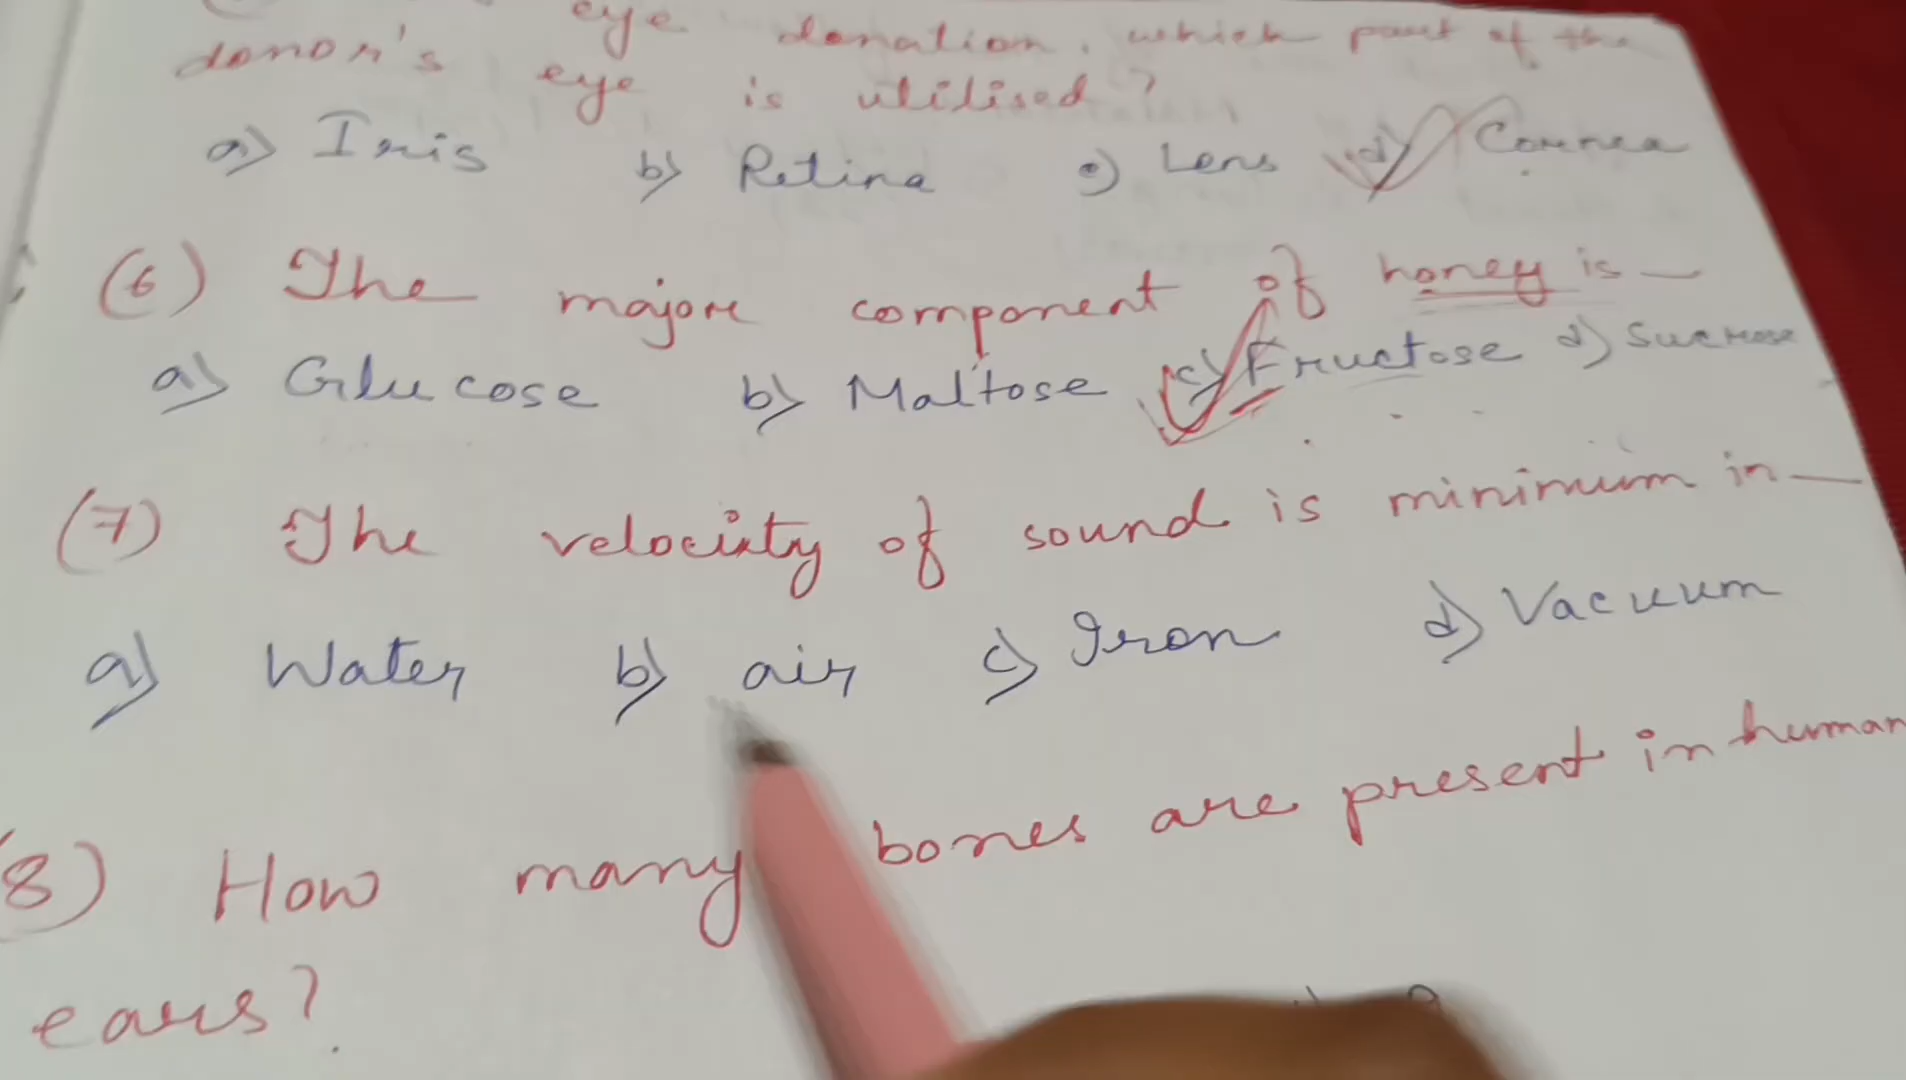 eye donation, which part of the
donor's eye is utilised?
a) Iris b) Retina c) Lens d) Cornea
(6) The major component of honey is —
a) Glucose b) Maltose c) Fructose d) Sucrose
(7) The velocity of sound is minimum in —
a) Water b) air c) Iron d) Vacuum
(8) How many bones are present in human
ears?